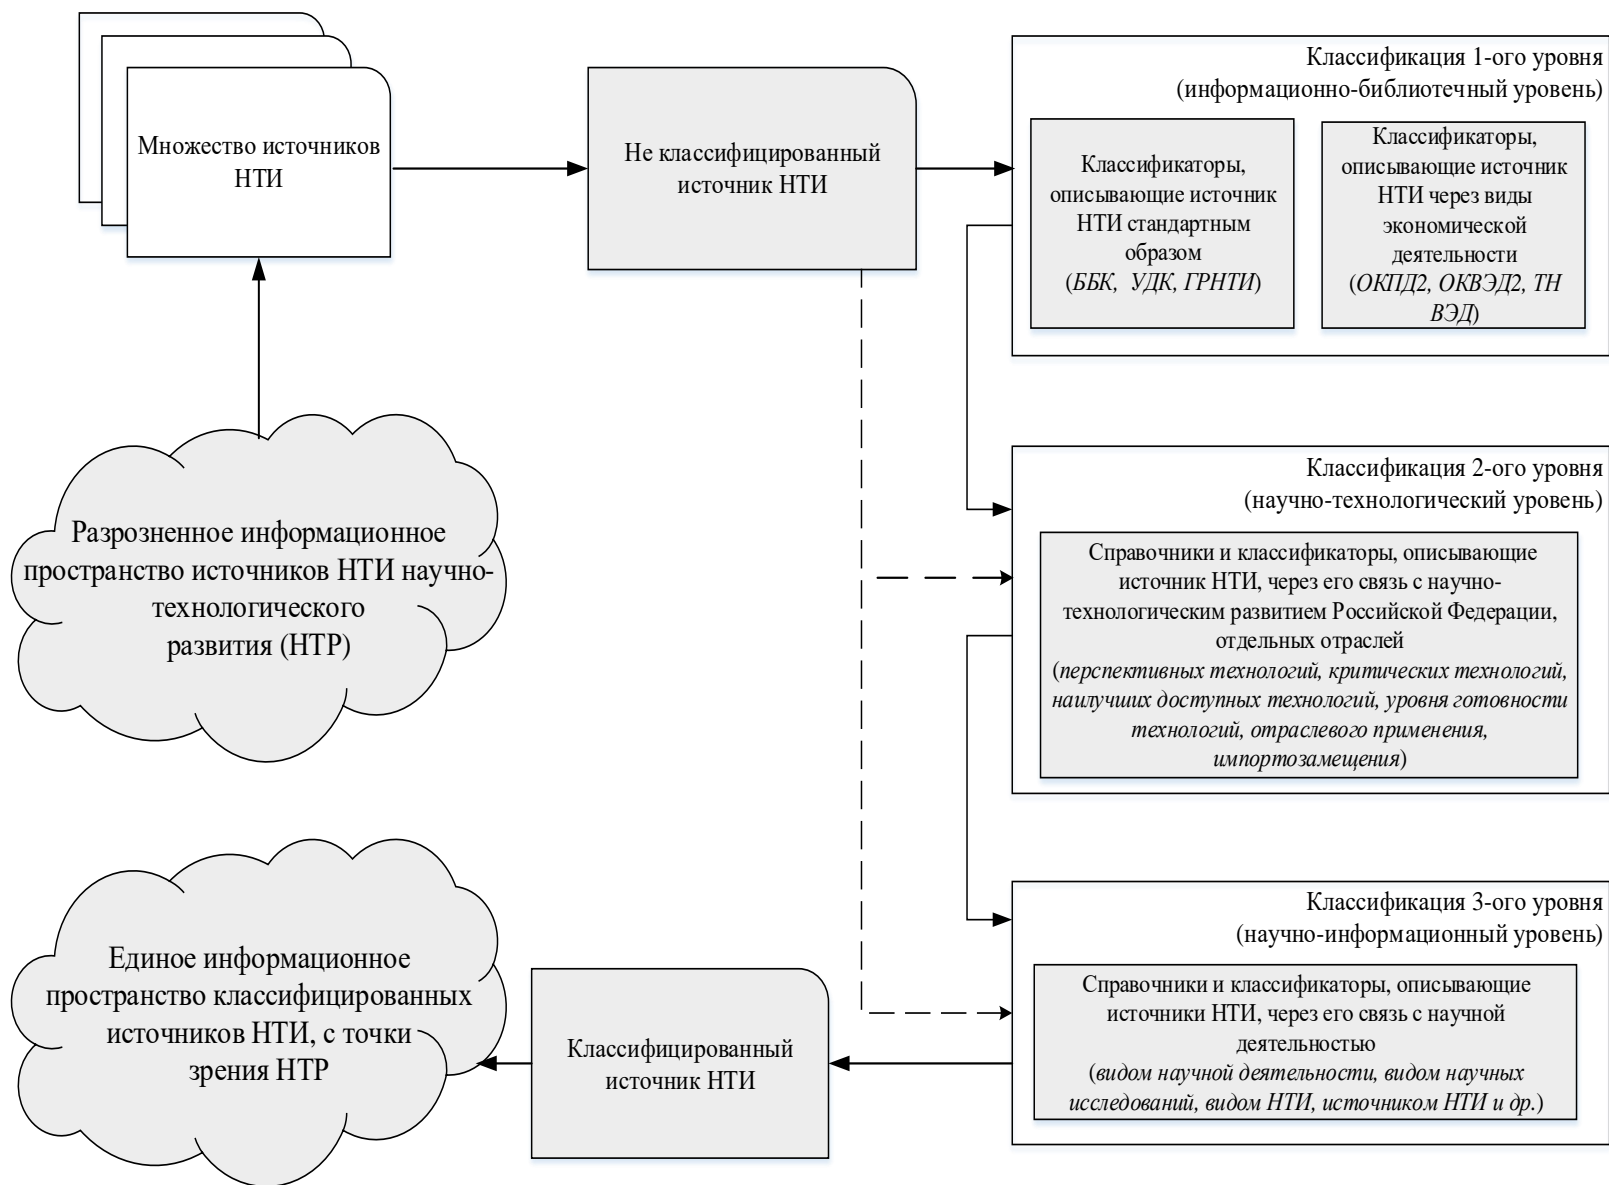 Множество источников
НТИ
Не классифицированный
источник НТИ
Классификация 1-ого уровня
(информационно-библиотечный уровень)
Классификаторы,
описывающие источник
НТИ стандартным
образом
(ББК, УДК, ГРНТИ)
Классификаторы,
описывающие источник
НТИ через виды
экономической
деятельности
(ОКПД2, ОКВЭД2, ТН
ВЭД)
Разрозненное информационное
пространство источников НТИ научно-
технологического
развития (НТР)
Классификация 2-ого уровня
(научно-технологический уровень)
Справочники и классификаторы, описывающие
источник НТИ, через его связь с научно-
технологическим развитием Российской Федерации,
отдельных отраслей
(перспективных технологий, критических технологий,
наилучших доступных технологий, уровня готовности
технологий, отраслевого применения,
импортозамещения)
Классификация 3-ого уровня
(научно-информационный уровень)
Справочники и классификаторы, описывающие
источники НТИ, через его связь с научной
деятельностью
(видом научной деятельности, видом научных
исследований, видом НТИ, источником НТИ и др.)
Классифицированный
источник НТИ
Единое информационное
пространство классифицированных
источников НТИ, с точки
зрения НТР